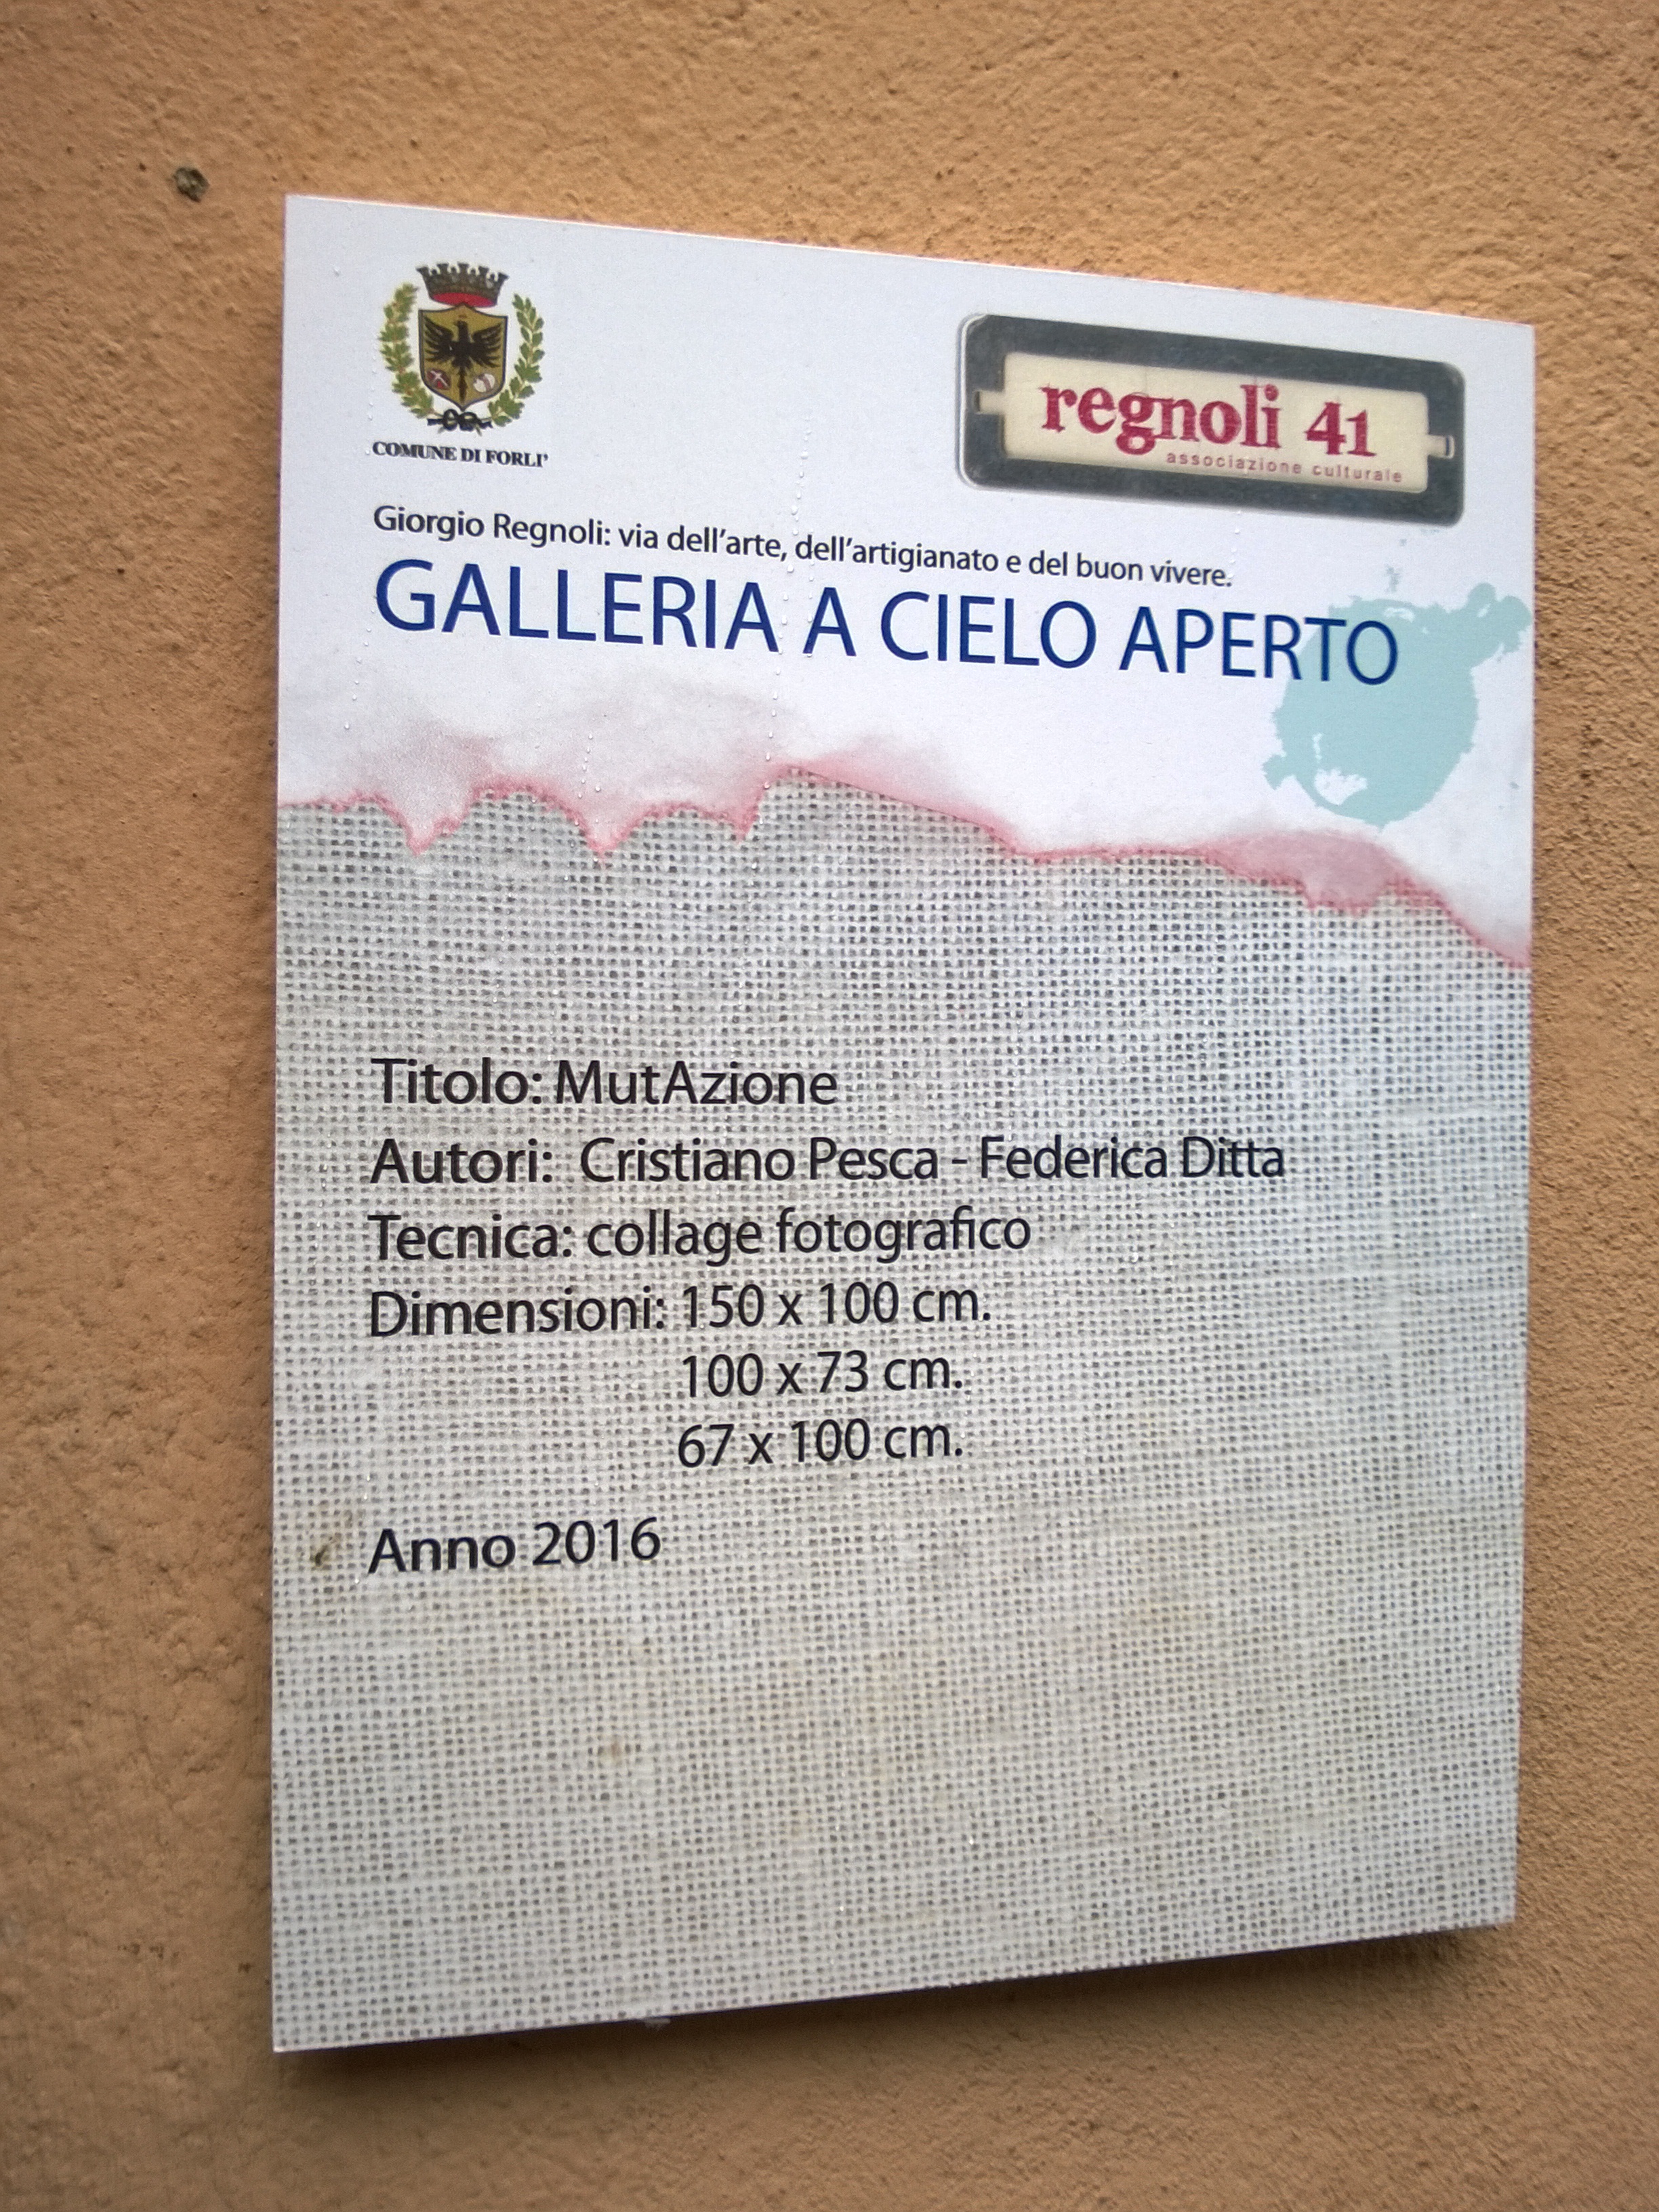 COMUNE DI FORLI'
regnoli 41
associazione culturale
Giorgio Regnoli: via dell'arte, dell'artigianato e del buon vivere.
GALLERIA A CIELO APERTO
Titolo: MutAzione
Autori: Cristiano Pesca - Federica Ditta
Tecnica: collage fotografico
Dimensioni: 150 x 100 cm.
100 x 73 cm.
67 x 100 cm.
Anno 2016